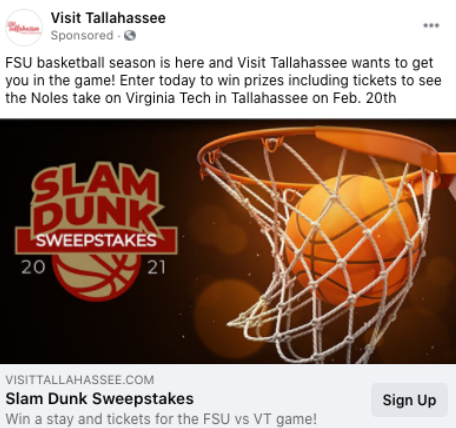 Visit Tallahassee
Sponsored ·
FSU basketball season is here and Visit Tallahassee wants to get
you in the game! Enter today to win prizes including tickets to see
the Noles take on Virginia Tech in Tallahassee on Feb. 20th
SLAM
DUNK
SWEEPSTAKES
20 21
VISITTALLAHASSEE.COM
Slam Dunk Sweepstakes
Sign Up
Win a stay and tickets for the FSU vs VT game!